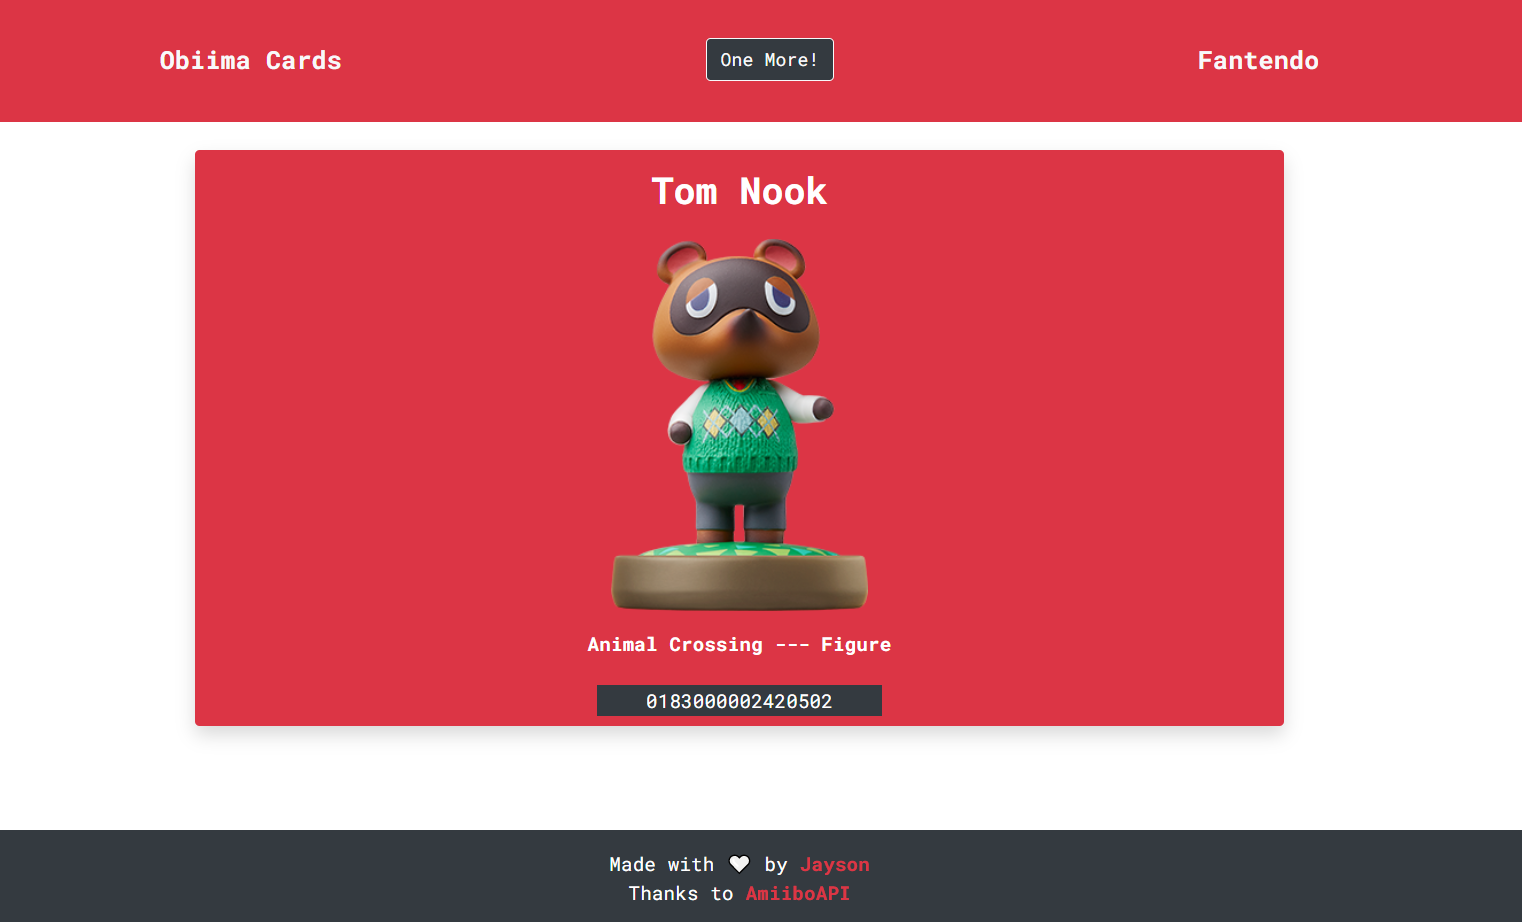 Obiima Cards
One More!
Fantendo
Tom Nook
Animal Crossing --- Figure
0183000002420502
Made with 🤍 by Jayson
Thanks to AmiiboAPI